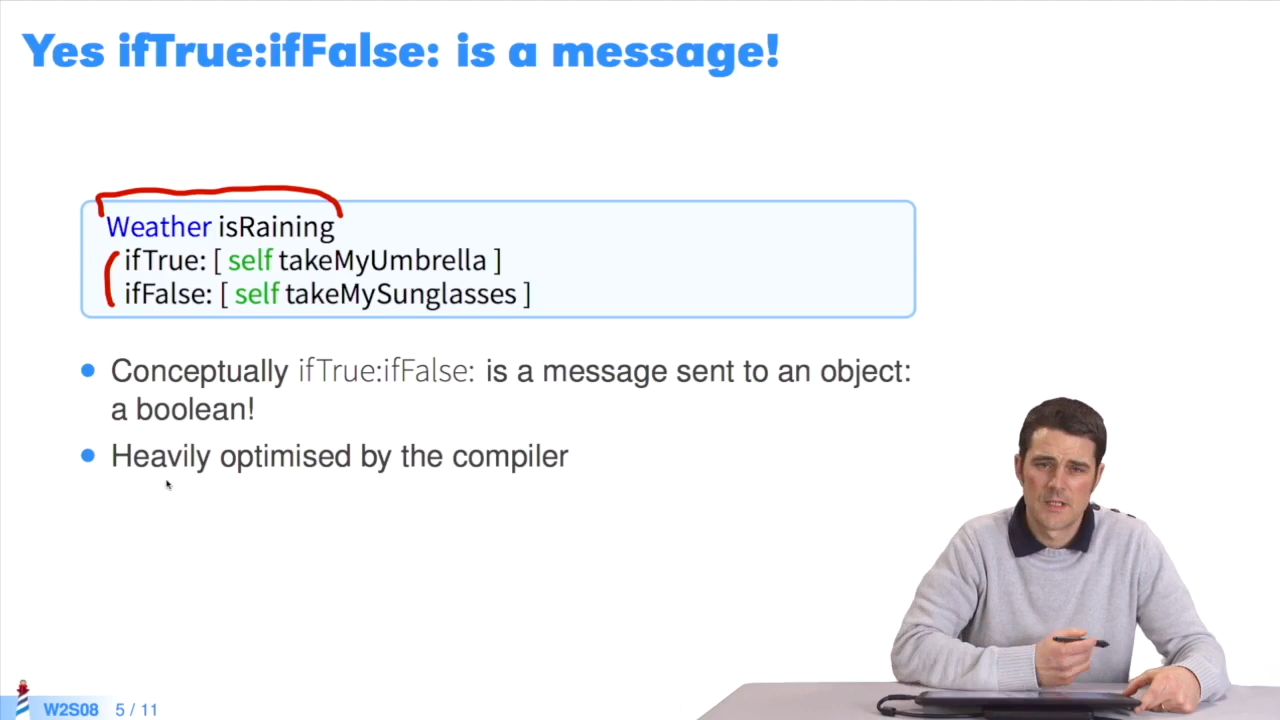 Yes ifTrue:ifFalse: is a message!
Weather isRaining
ifTrue: [ self takeMyUmbrella ]
ifFalse: [ self takeMySunglasses ]
Conceptually ifTrue:ifFalse: is a message sent to an object:
a boolean!
Heavily optimised by the compiler
W2S08 5 / 11